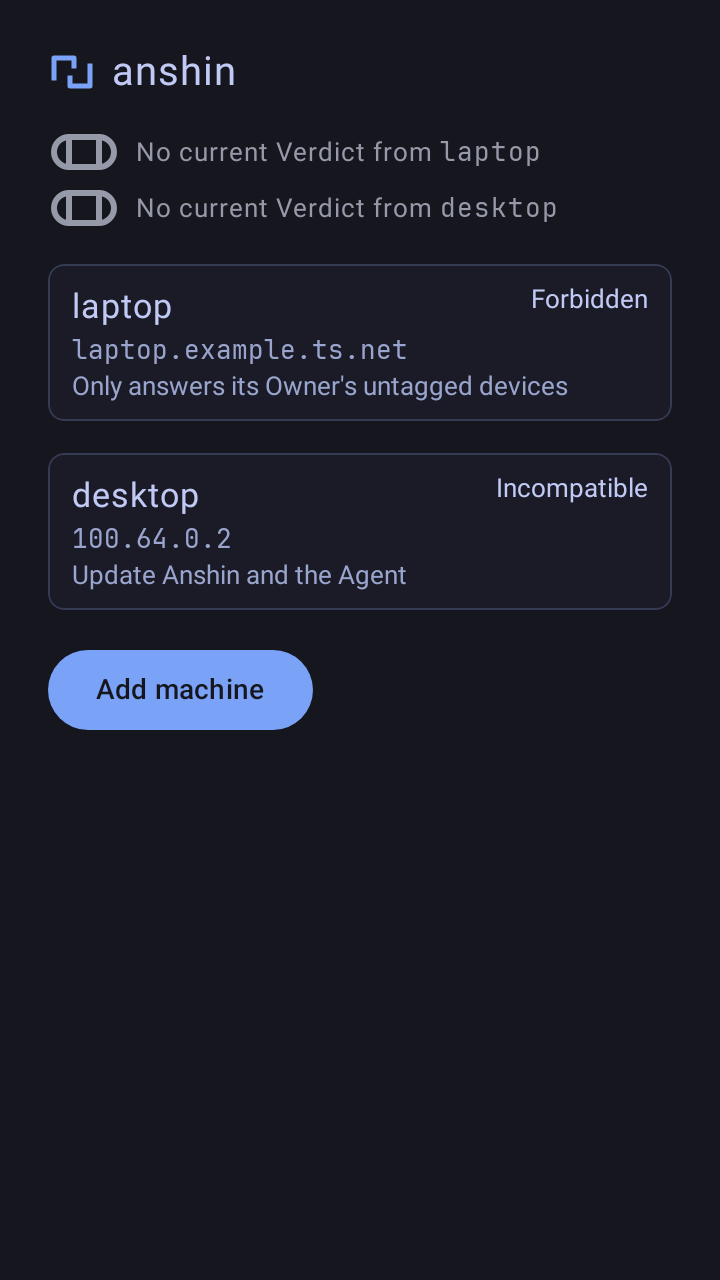 anshin
No current Verdict from laptop
No current Verdict from desktop
laptop
Forbidden
laptop.example.ts.net
Only answers its Owner's untagged devices
desktop
Incompatible
100.64.0.2
Update Anshin and the Agent
Add machine